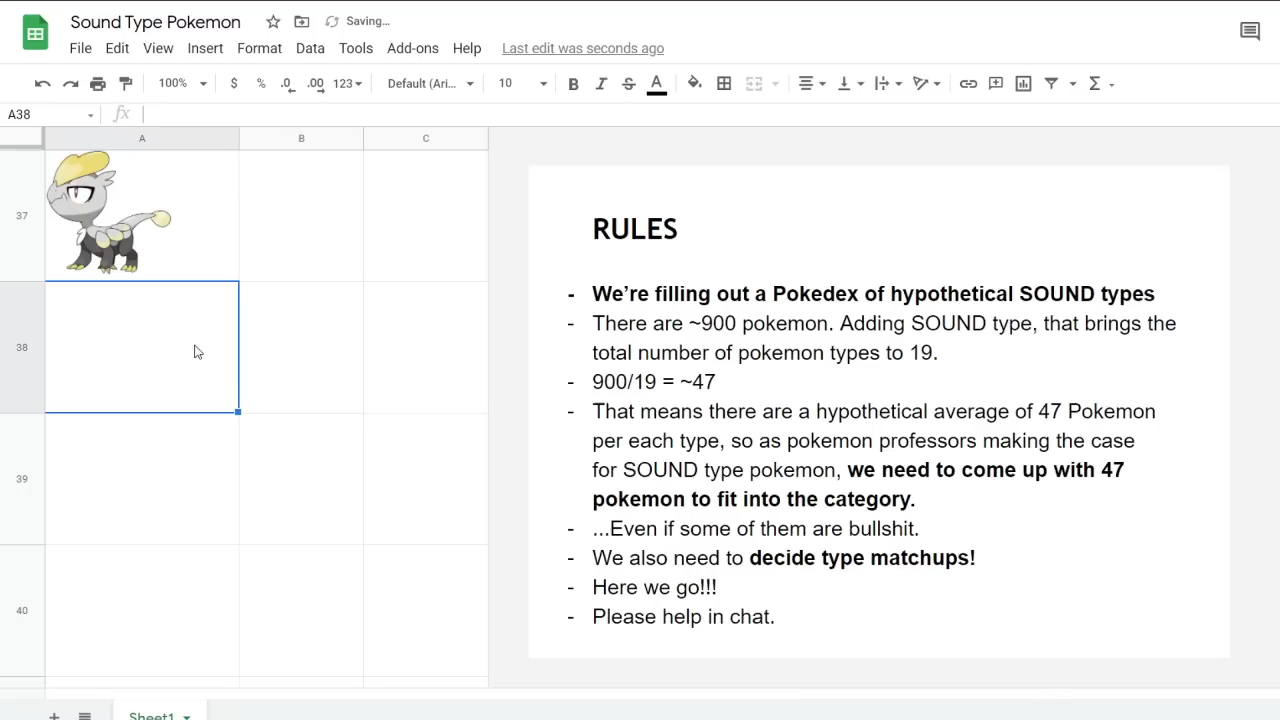 Sound Type Pokemon
Saving…
File Edit View Insert Format Data Tools Add-ons Help Last edit was seconds ago
100% $ % .0 .00 123 Default (Ari… 10 B I S A
A38 fx
A B C
37
38
39
40
RULES
- We’re filling out a Pokedex of hypothetical SOUND types
- There are ~900 pokemon. Adding SOUND type, that brings the
total number of pokemon types to 19.
- 900/19 = ~47
- That means there are a hypothetical average of 47 Pokemon
per each type, so as pokemon professors making the case
for SOUND type pokemon, we need to come up with 47
pokemon to fit into the category.
- ...Even if some of them are bullshit.
- We also need to decide type matchups!
- Here we go!!!
- Please help in chat.
Sheet1